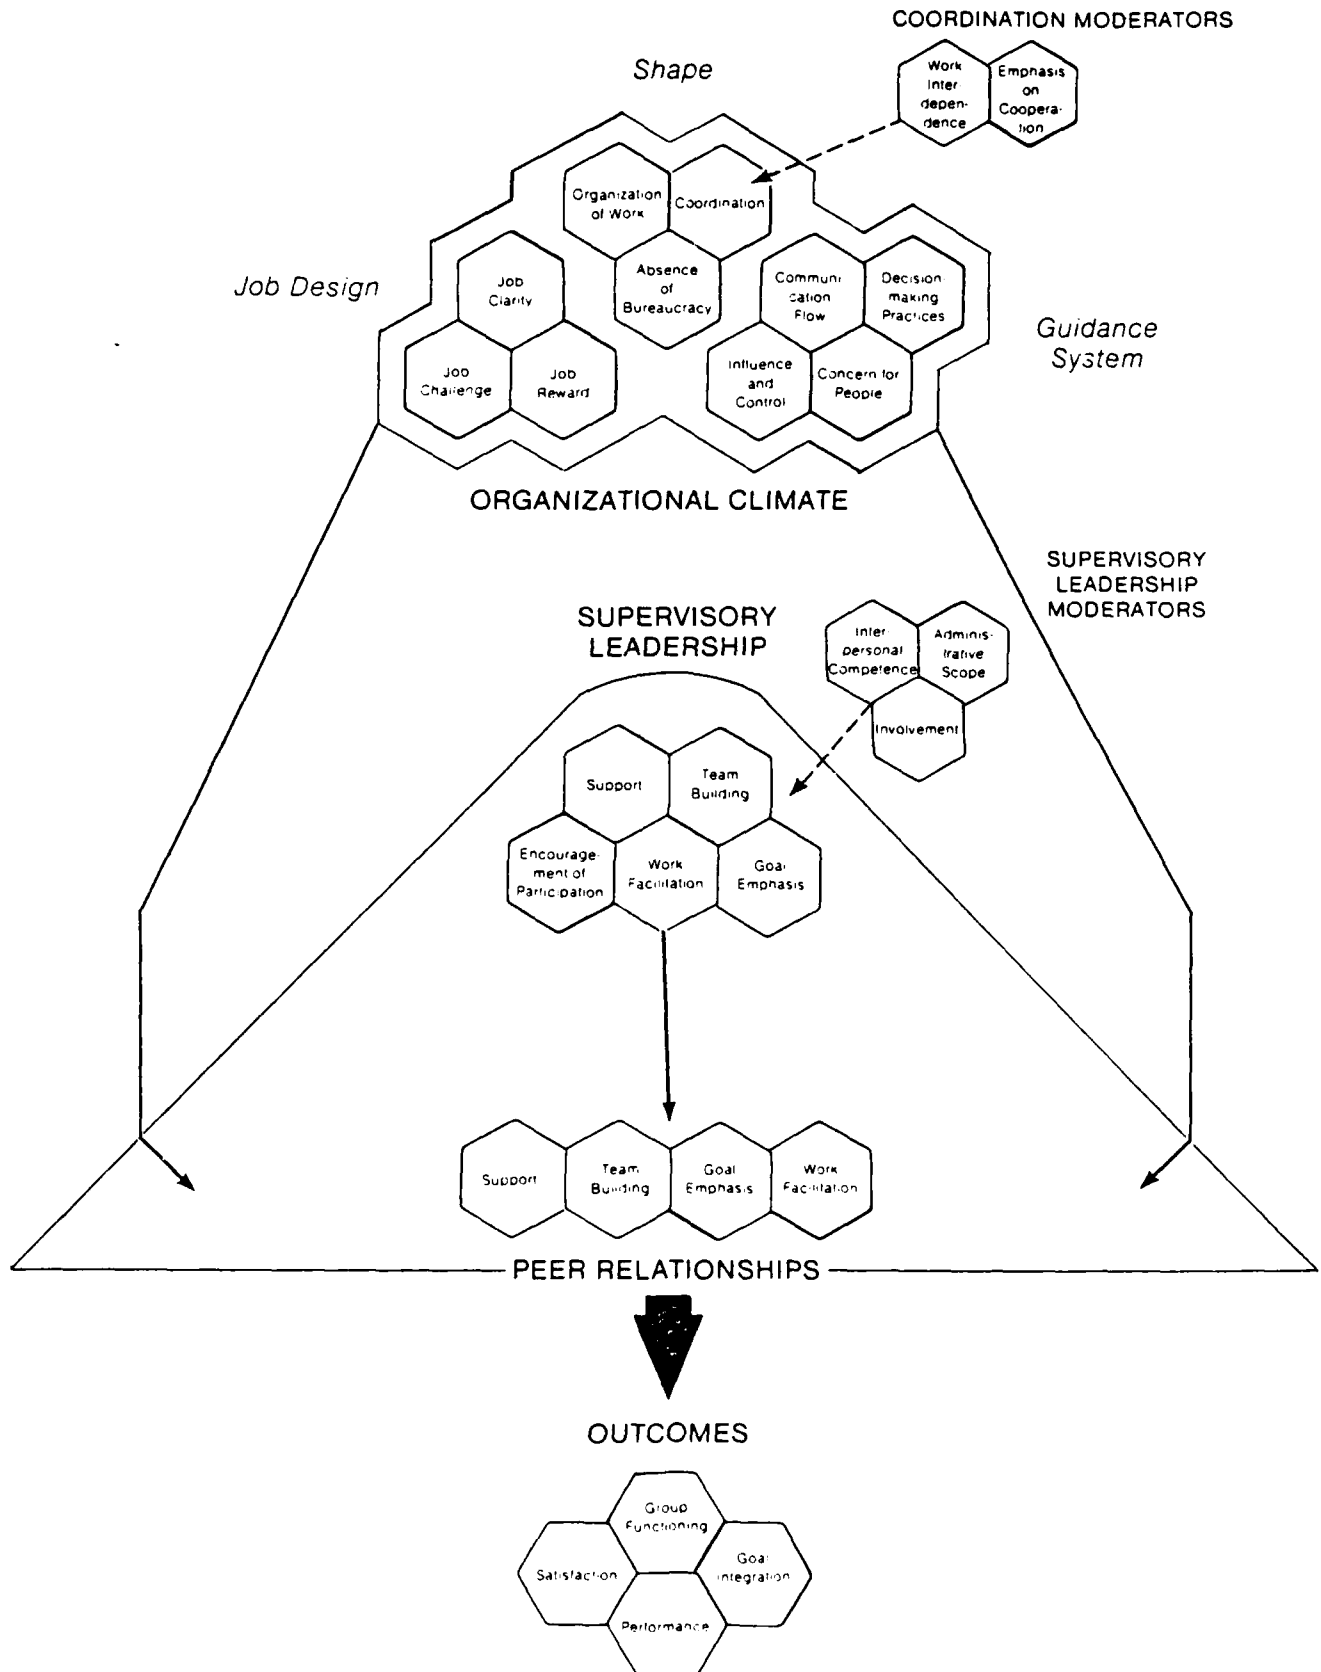 COORDINATION MODERATORS
Work
Inter-
depen-
dence
Emphasis
on
Coopera-
tion
Shape
Organization
of Work
Coordination
Absence
of
Bureaucracy
Job Design
Job
Clarity
Job
Challenge
Job
Reward
Communi-
cation
Flow
Decision-
making
Practices
Influence
and
Control
Concern for
People
Guidance
System
ORGANIZATIONAL CLIMATE
SUPERVISORY
LEADERSHIP
MODERATORS
Inter-
personal
Competence
Adminis-
trative
Scope
Involvement
SUPERVISORY
LEADERSHIP
Support
Team
Building
Encourage-
ment of
Participation
Work
Facilitation
Goal
Emphasis
Support
Team
Building
Goal
Emphasis
Work
Facilitation
PEER RELATIONSHIPS
OUTCOMES
Group
Functioning
Satisfaction
Goal
Integration
Performance